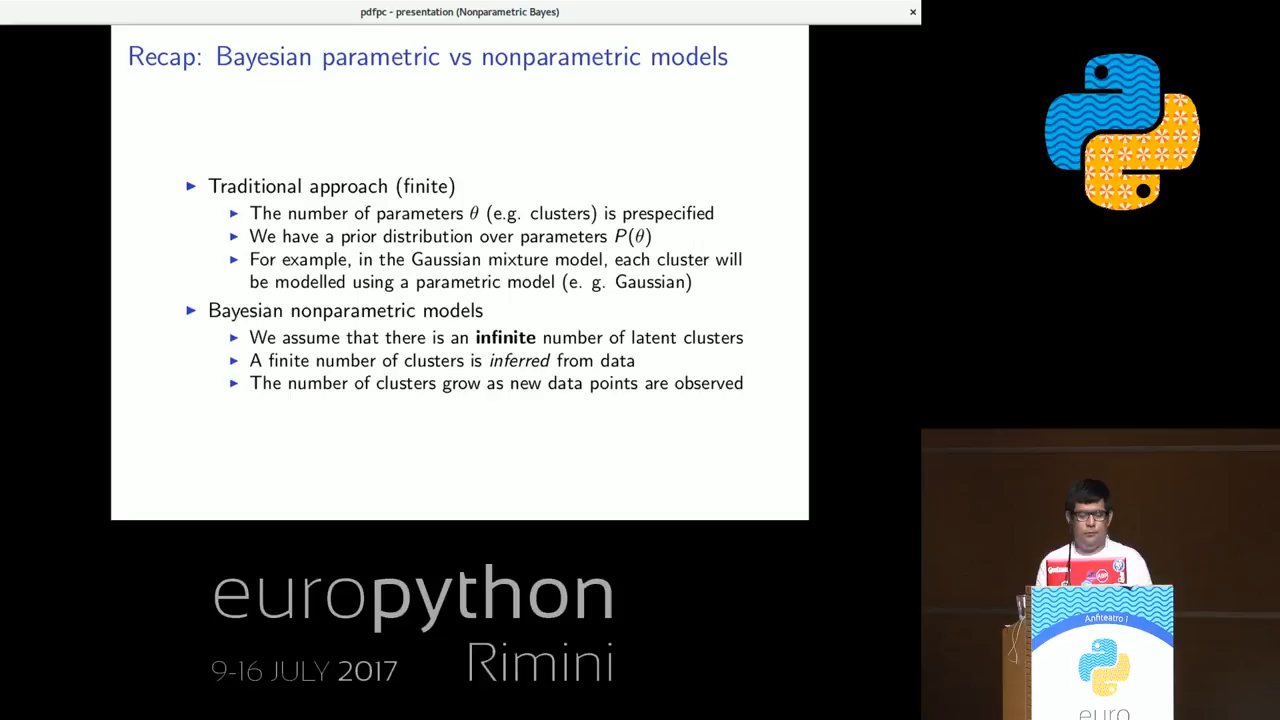 pdfpc - presentation (Nonparametric Bayes)
×
Recap: Bayesian parametric vs nonparametric models
▶ Traditional approach (finite)
▶ The number of parameters θ (e.g. clusters) is prespecified
▶ We have a prior distribution over parameters P(θ)
▶ For example, in the Gaussian mixture model, each cluster will
be modelled using a parametric model (e. g. Gaussian)
▶ Bayesian nonparametric models
▶ We assume that there is an infinite number of latent clusters
▶ A finite number of clusters is inferred from data
▶ The number of clusters grow as new data points are observed
europython
9-16 JULY 2017 Rimini
Anfiteatro 1
euro